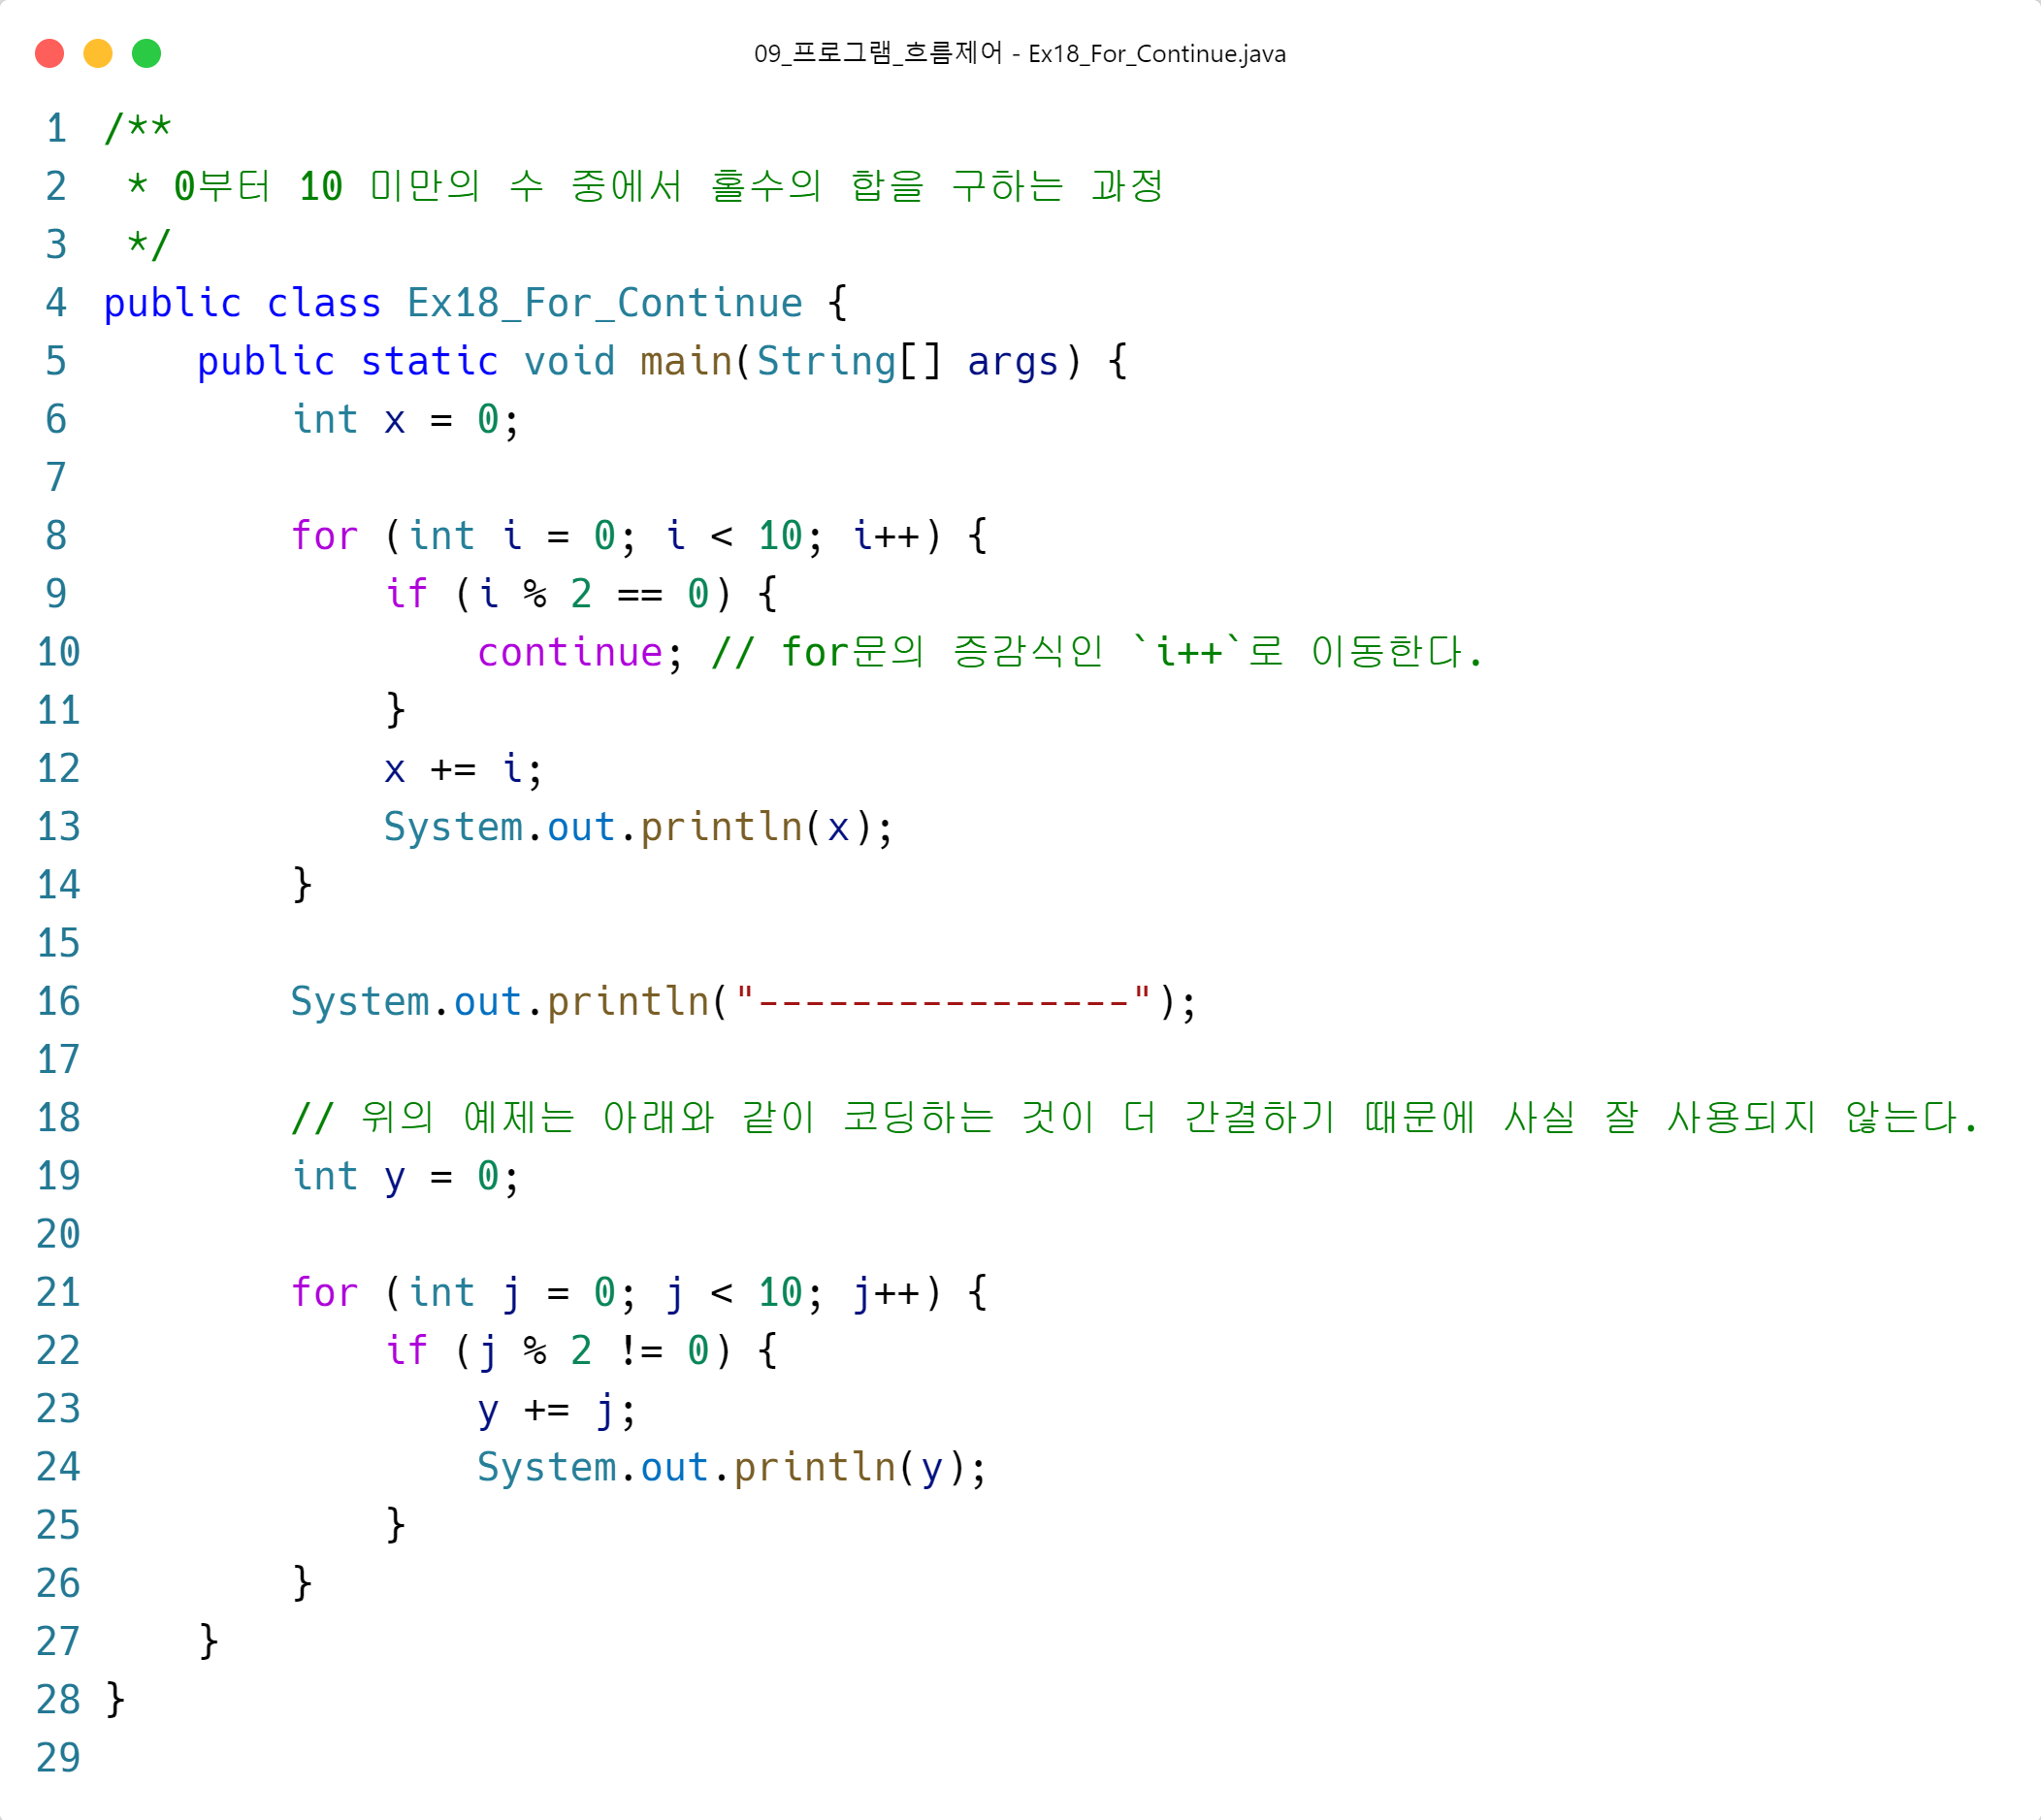 09_프로그램_흐름제어 - Ex18_For_Continue.java
1 /**
2  * 0부터 10 미만의 수 중에서 홀수의 합을 구하는 과정
3  */
4 public class Ex18_For_Continue {
5     public static void main(String[] args) {
6         int x = 0;
7
8         for (int i = 0; i < 10; i++) {
9             if (i % 2 == 0) {
10                 continue; // for문의 증감식인 `i++`로 이동한다.
11             }
12             x += i;
13             System.out.println(x);
14         }
15
16         System.out.println("----------------");
17
18         // 위의 예제는 아래와 같이 코딩하는 것이 더 간결하기 때문에 사실 잘 사용되지 않는다.
19         int y = 0;
20
21         for (int j = 0; j < 10; j++) {
22             if (j % 2 != 0) {
23                 y += j;
24                 System.out.println(y);
25             }
26         }
27     }
28 }
29